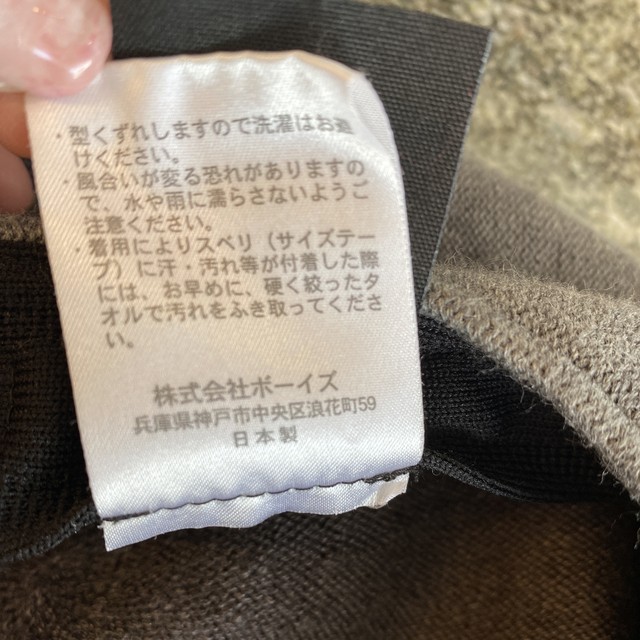 ・型くずれしますので洗濯はお避
けください。
・風合いが変る恐れがありますの
で、水や雨に濡らさないようご
注意ください。
・着用によりスベリ（サイズテー
プ）に汗・汚れ等が付着した際
には、お早めに、硬く絞ったタ
オルで汚れをふき取ってくださ
い。
株式会社ボーイズ
兵庫県神戸市中央区浪花町59
日本製